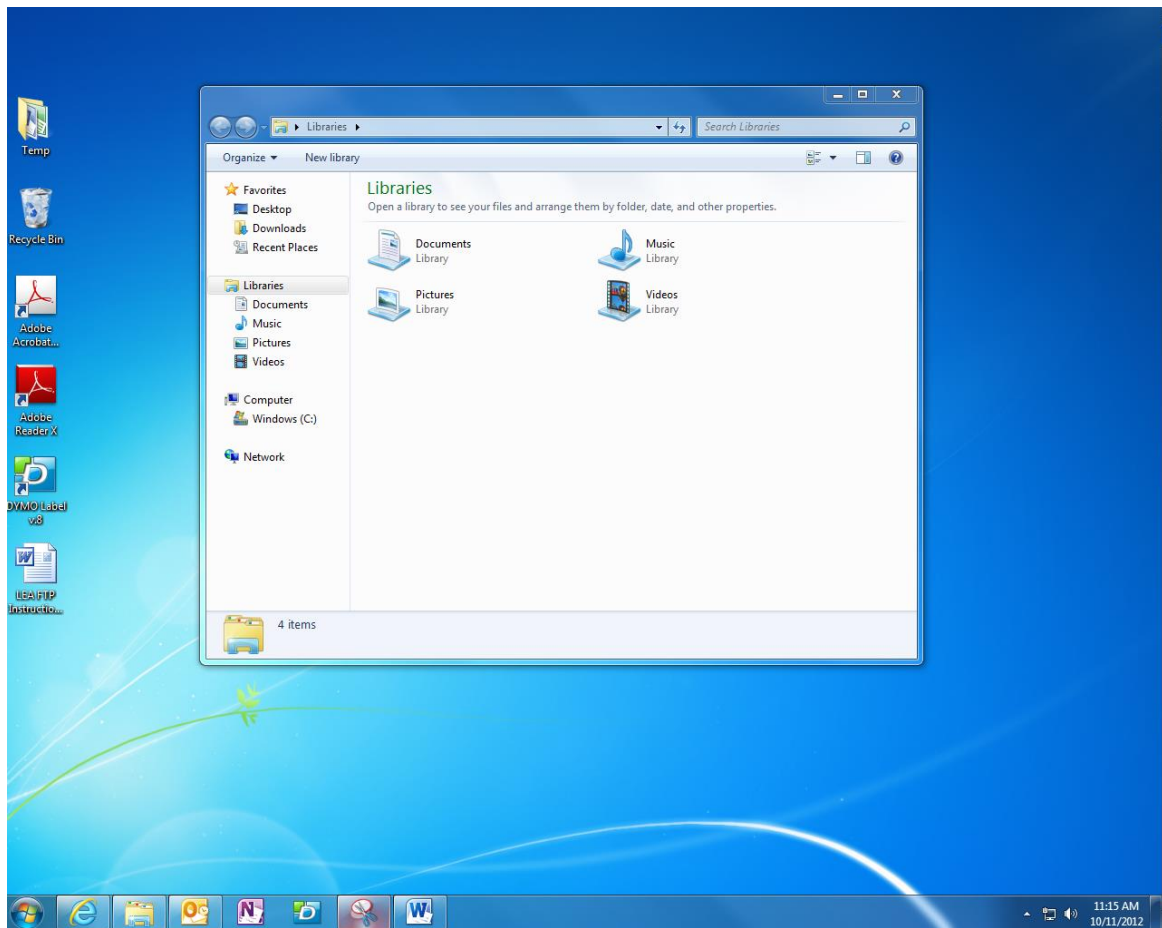 Temp
Recycle Bin
Adobe
Acrobat...
Adobe
Reader X
DYMO Label
v.8
LEA FTP
Instructio...
Libraries
Search Libraries
Organize
New library
Favorites
Desktop
Downloads
Recent Places
Libraries
Documents
Music
Pictures
Videos
Computer
Windows (C:)
Network
Libraries
Open a library to see your files and arrange them by folder, date, and other properties.
Documents
Library
Music
Library
Pictures
Library
Videos
Library
4 items
11:15 AM
10/11/2012